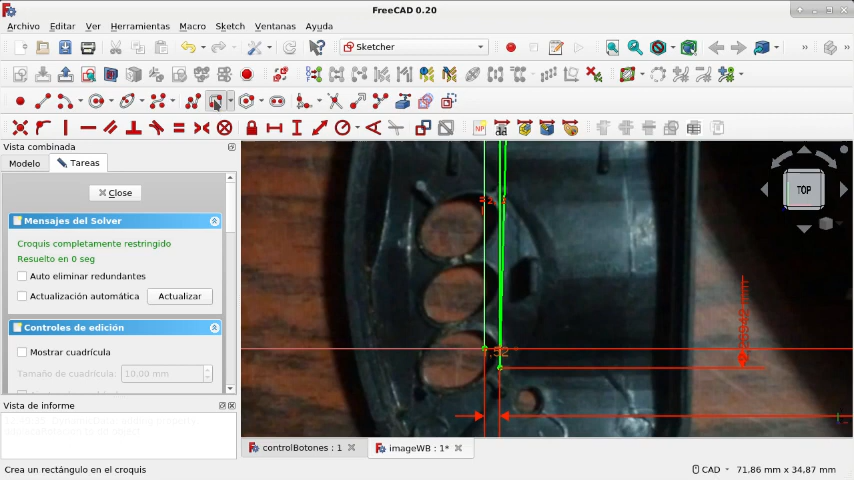 FreeCAD 0.20
Archivo Editar Ver Herramientas Macro Sketch Ventanas Ayuda
Sketcher
NP
Vista combinada
Modelo Tareas
Close
Mensajes del Solver
Croquis completamente restringido
Resuelto en 0 seg
Auto eliminar redundantes
Actualización automática Actualizar
Controles de edición
Mostrar cuadrícula
Tamaño de cuadrícula: 10.00 mm
Vista de informe
TOP
controBotones : 1 imageWB : 1*
Crea un rectángulo en el croquis CAD 71,86 mm x 34,87 mm